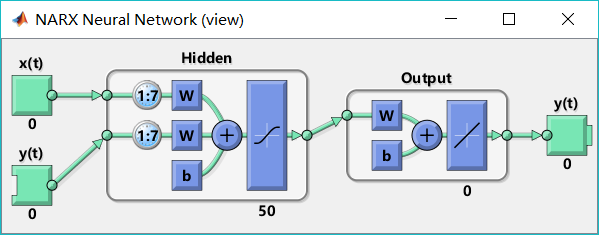 NARX Neural Network (view)
Hidden
Output
x(t)
1:7
W
0
y(t)
1:7
W
+
b
0
50
W
+
b
0
y(t)
0